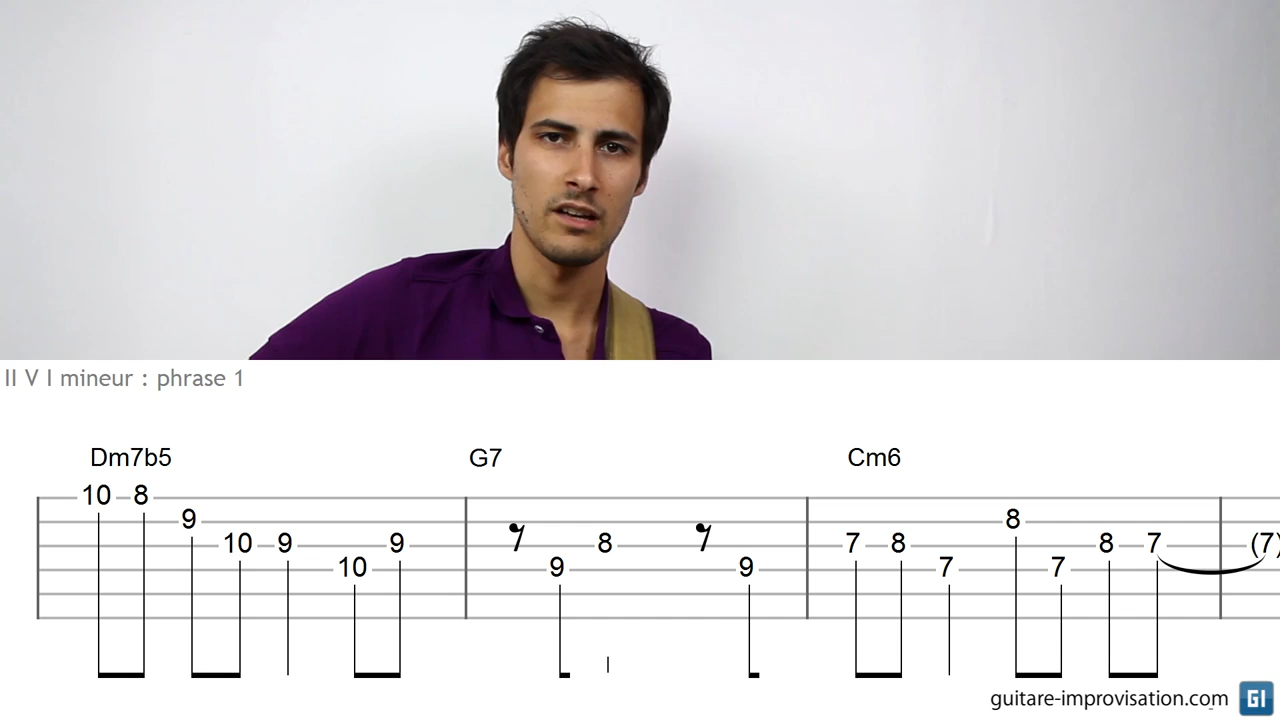 II V I mineur : phrase 1
Dm7b5 G7 Cm6
10 8
9 8
10 9 9 8 7 8 8 7 (7)
10 9 9 7 7
guitare-improvisation.com GI